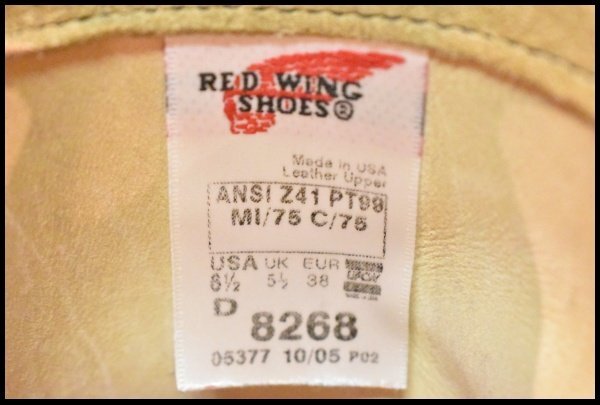 RED WING
SHOES®
Made in USA
Leather Upper
ANSI Z41 PT99
MI/75 C/75
USA UK EUR
6½ 5½ 38
D
8268
05377 10/05 P02